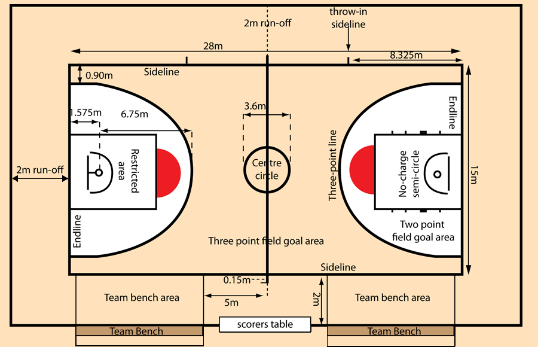 2m run-off
throw-in
sideline
28m
8.325m
Sideline
0.90m
1.575m
6.75m
3.6m
Endline
Restricted
area
Centre
circle
Three-point line
No-charge
semi-circle
2m run-off
15m
Endline
Two point
field goal area
Three point field goal area
Sideline
0.15m
Team bench area
5m
2m
Team bench area
scorers table
Team Bench
Team Bench